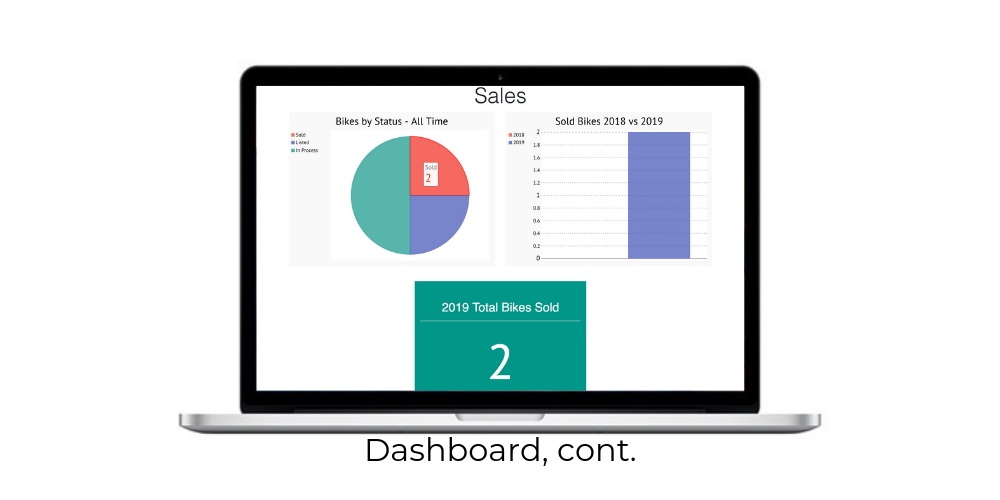 Sales
Bikes by Status - All Time
Sold
Listed
In Process
Sold
2
Sold Bikes 2018 vs 2019
2018
2019
2
1.8
1.6
1.4
1.2
1
0.8
0.6
0.4
0.2
0
2019 Total Bikes Sold
2
Dashboard, cont.